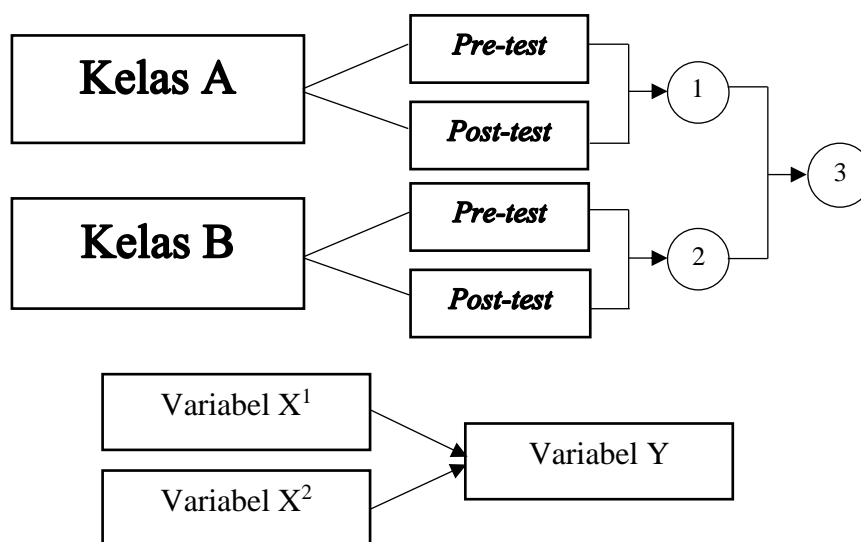 Kelas A
Pre-test
Post-test
1
3
Kelas B
Pre-test
Post-test
2
Variabel X¹
Variabel X²
Variabel Y